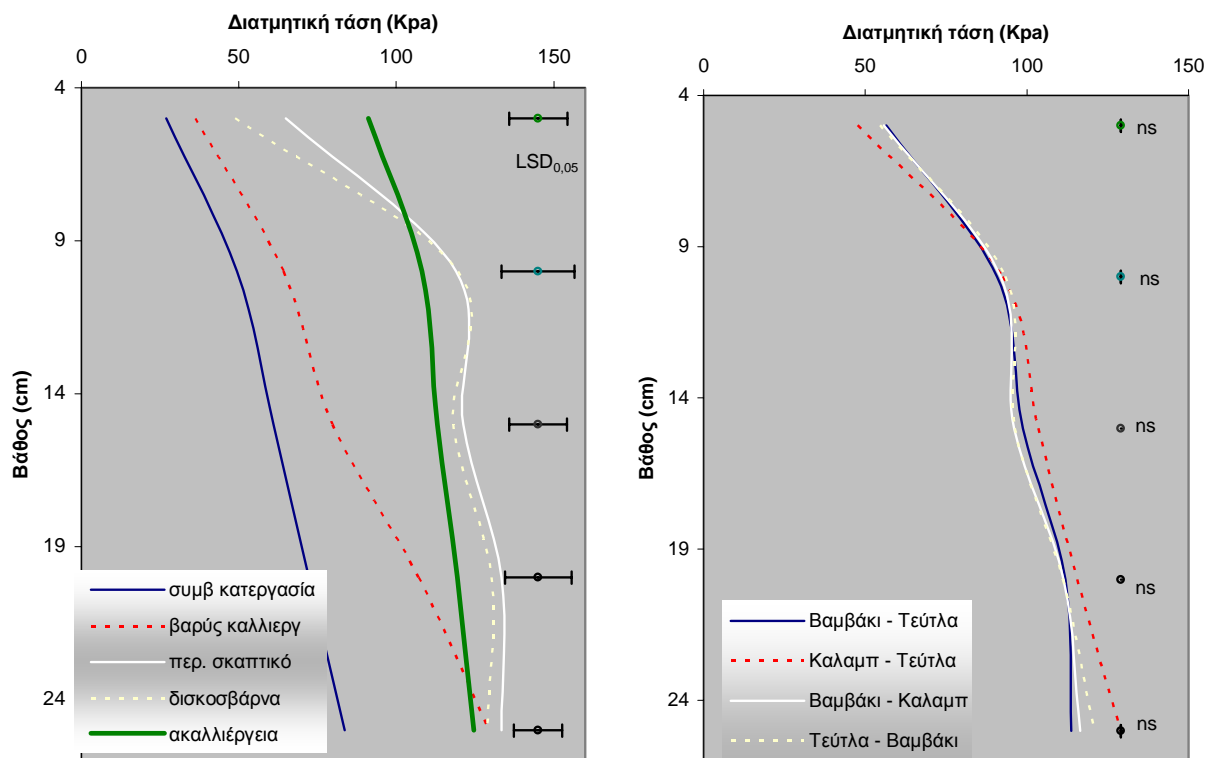 Διατμητική τάση (Kpa)
0 50 100 150
4
9
14
19
24
Βάθος (cm)
LSD0,05
συμβ κατεργασία
βαρύς καλλιεργ
περ. σκαπτικό
δισκοσβάρνα
ακαλλιέργεια
Διατμητική τάση (Kpa)
0 50 100 150
4
9
14
19
24
Βάθος (cm)
ns
ns
ns
ns
ns
Βαμβάκι - Τεύτλα
Καλαμπ - Τεύτλα
Βαμβάκι - Καλαμπ
Τεύτλα - Βαμβάκι